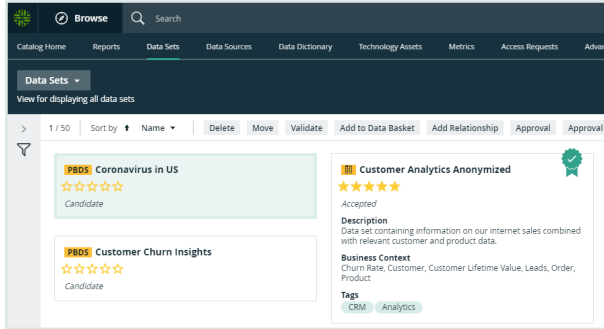 Browse
Search
Catalog Home Reports Data Sets Data Sources Data Dictionary Technology Assets Metrics Access Requests
Data Sets
View for displaying all data sets
1 / 50 Sort by Name Delete Move Validate Add to Data Basket Add Relationship Approval Approval
PBDS Coronavirus in US
Candidate
PBDS Customer Churn Insights
Candidate
Customer Analytics Anonymized
Accepted
Description
Data set containing information on our internet sales combined
with relevant customer and product data.
Business Context
Churn Rate, Customer, Customer Lifetime Value, Leads, Order,
Product
Tags
CRM Analytics